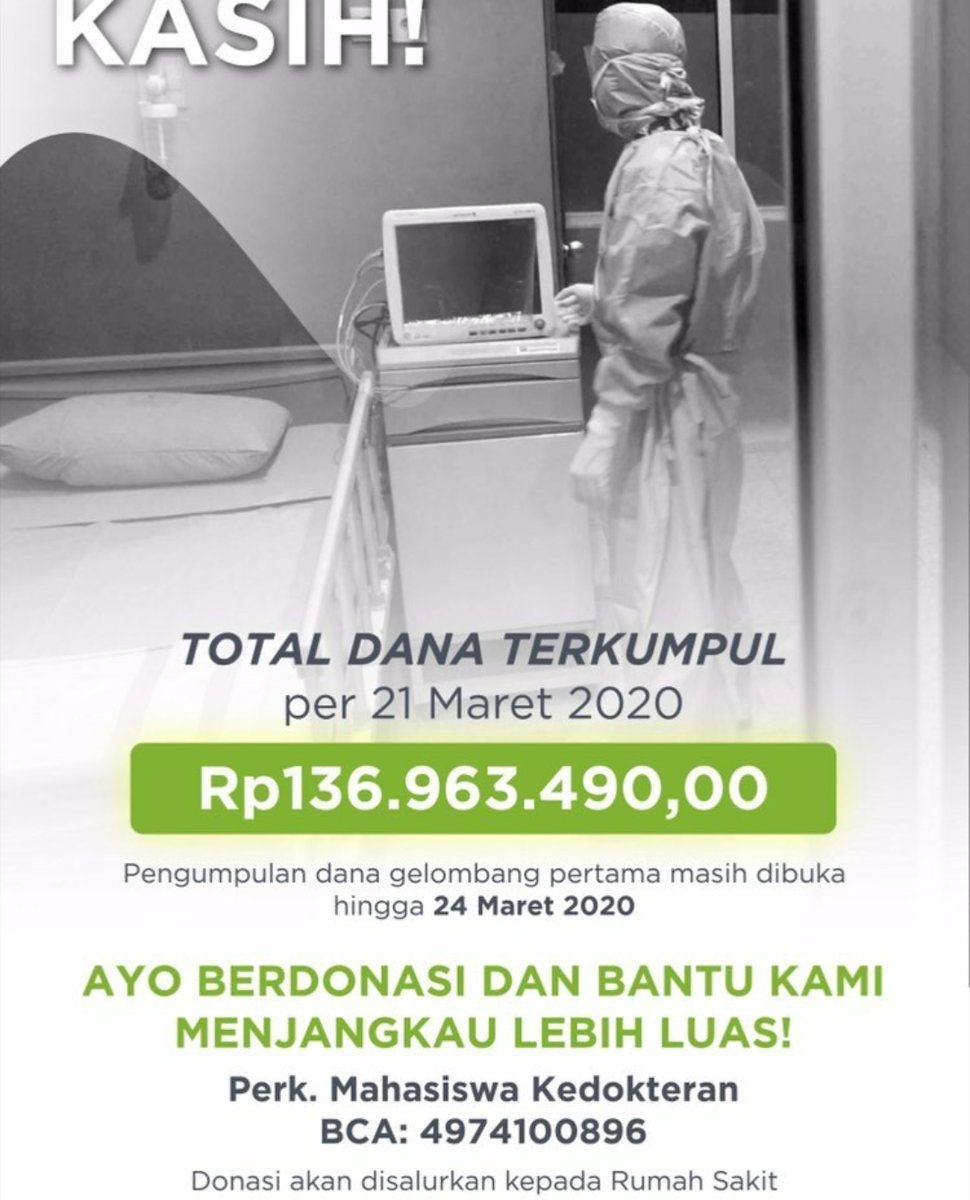 KASIH!
TOTAL DANA TERKUMPUL
per 21 Maret 2020
Rp136.963.490,00
Pengumpulan dana gelombang pertama masih dibuka
hingga 24 Maret 2020
AYO BERDONASI DAN BANTU KAMI
MENJANGKAU LEBIH LUAS!
Perk. Mahasiswa Kedokteran
BCA: 4974100896
Donasi akan disalurkan kepada Rumah Sakit